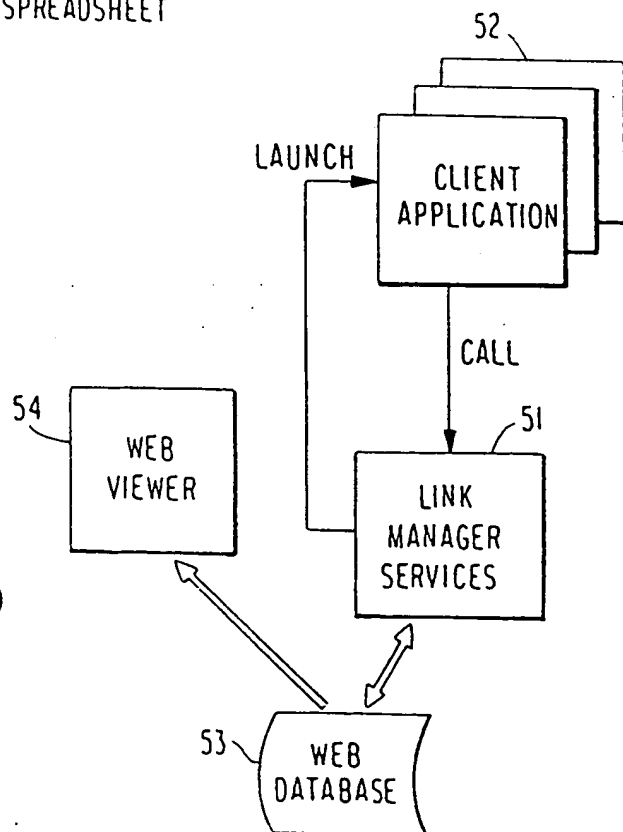 SPREADSHEET
52
LAUNCH
CLIENT
APPLICATION
CALL
54
51
WEB
VIEWER
LINK
MANAGER
SERVICES
53
WEB
DATABASE